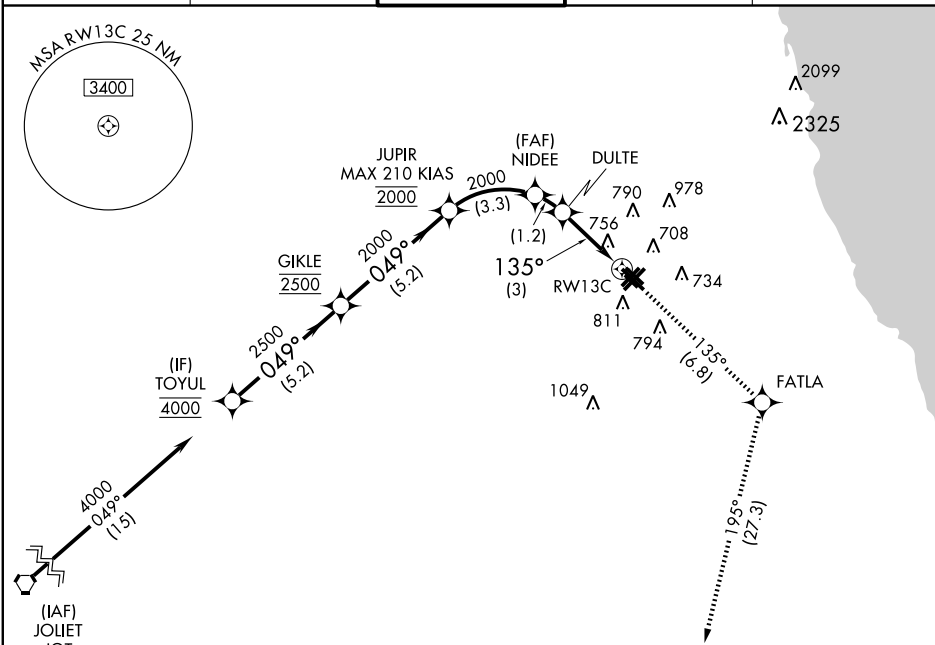 MSA RW13C 25 NM
3400
2099
2325
(FAF)
NIDEE
DULTE
JUPIR
MAX 210 KIAS
2000
2000
(3.3)
(1.2)
790
978
756
708
734
135°
(3)
RW13C
811
794
GIKLE
2500
2000
049°
(5.2)
(IF)
TOYUL
4000
2500
049°
(5.2)
1049
135°
(6.8)
FATLA
4000
049°
(15)
195°
(27.3)
(IAF)
JOLIET